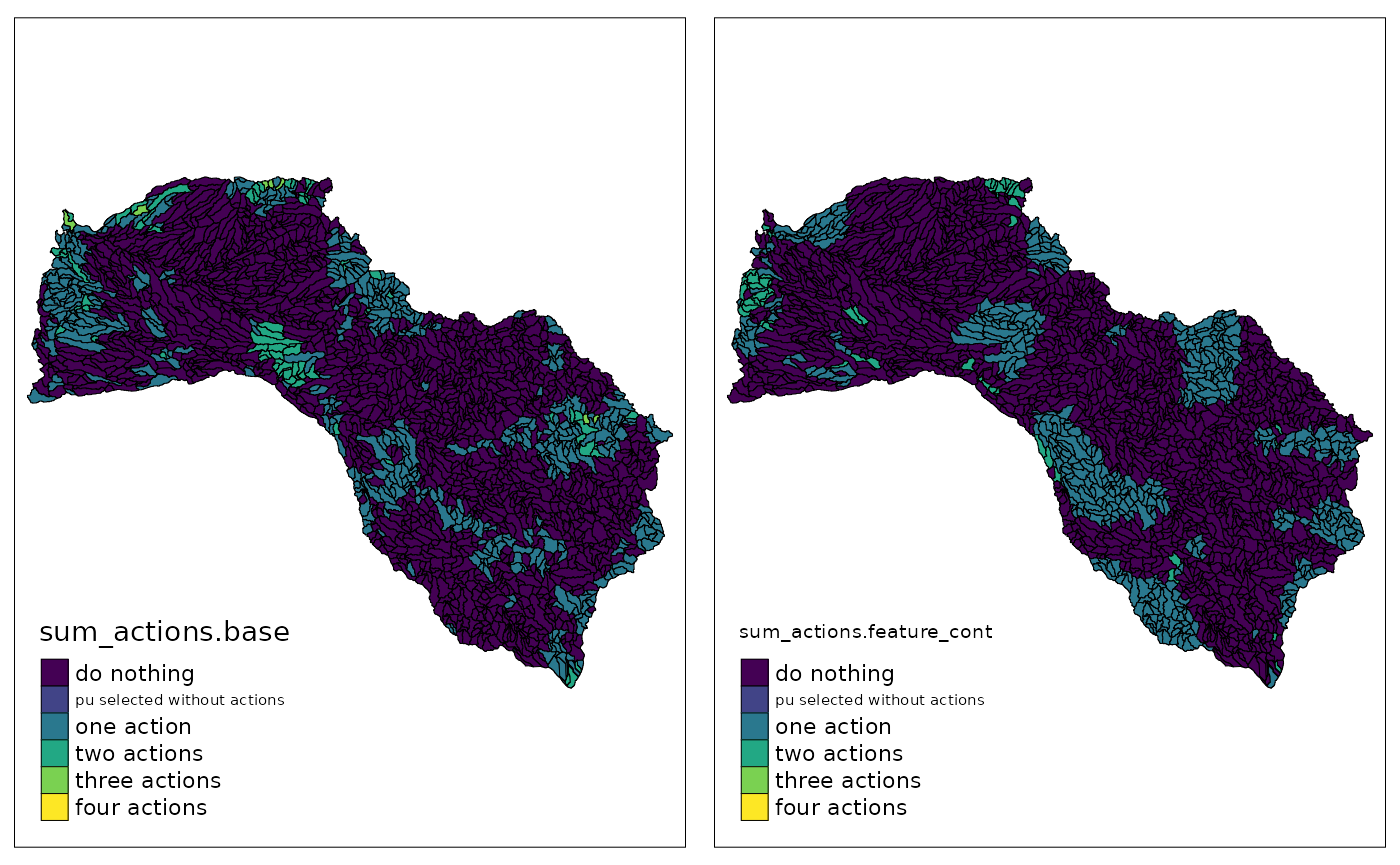 sum_actions.base
do nothing
pu selected without actions
one action
two actions
three actions
four actions
sum_actions.feature_cont
do nothing
pu selected without actions
one action
two actions
three actions
four actions